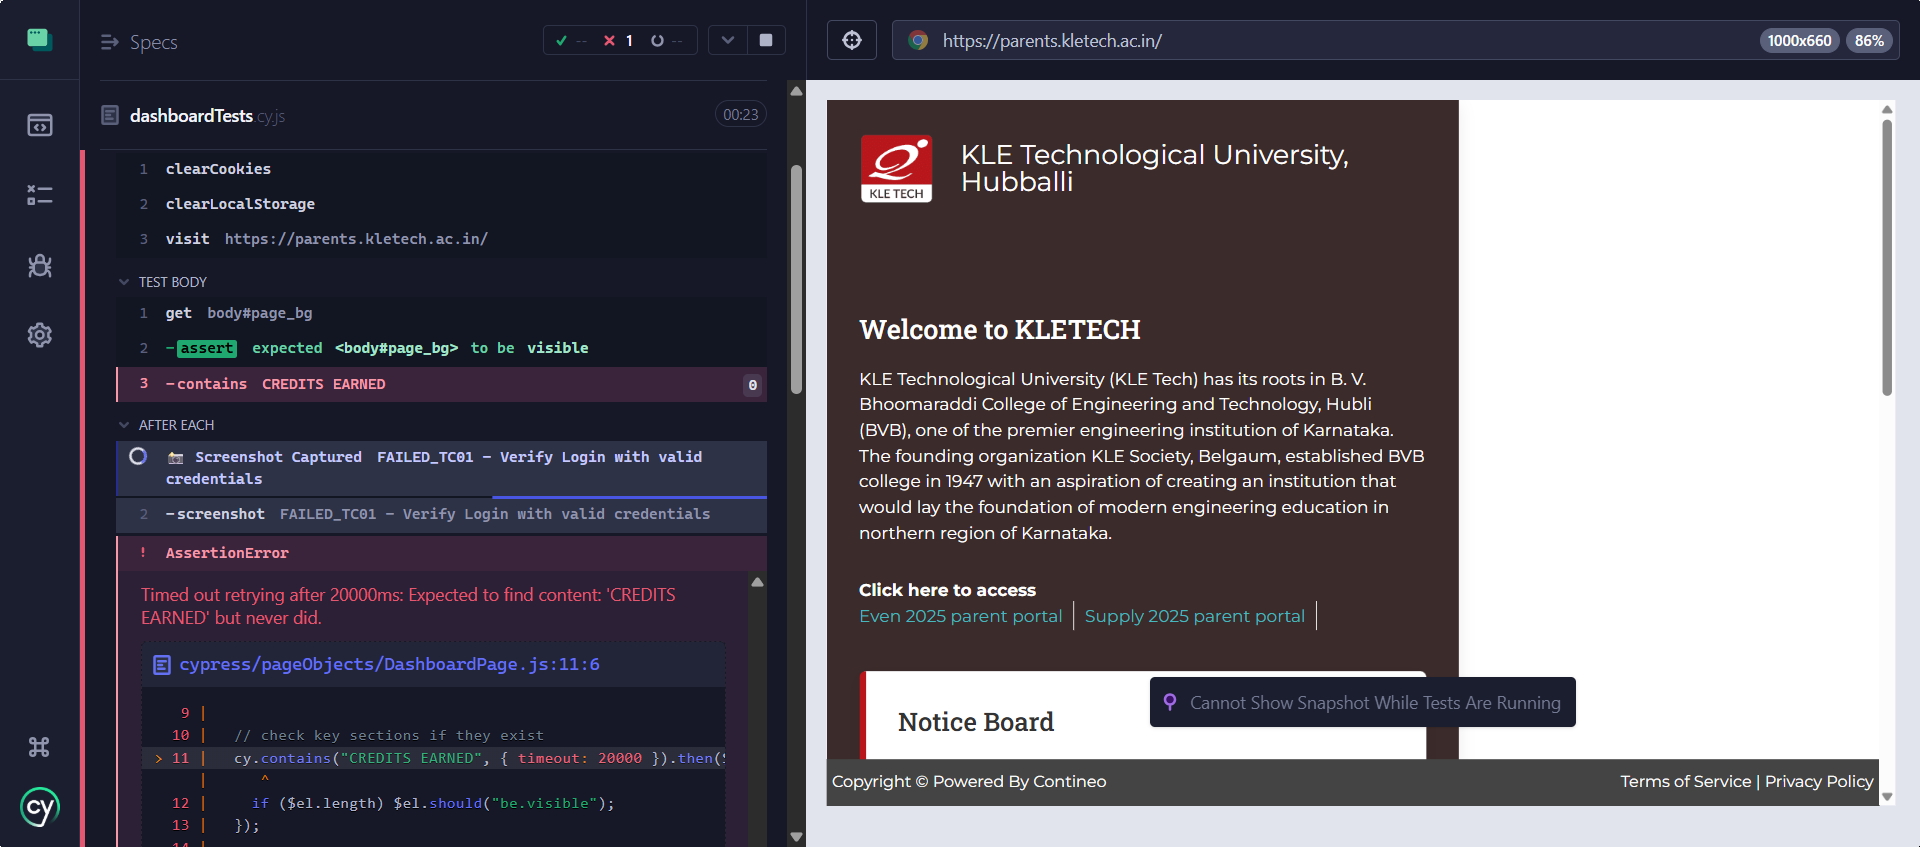 Specs
-- 1 --
dashboardTests.cy.js
00:23
1 clearCookies
2 clearLocalStorage
3 visit https://parents.kletech.ac.in/
TEST BODY
1 get body#page_bg
2 -assert expected <body#page_bg> to be visible
3 -contains CREDITS EARNED 0
AFTER EACH
Screenshot Captured FAILED_TC01 - Verify Login with valid
credentials
2 -screenshot FAILED_TC01 - Verify Login with valid credentials
! AssertionError
Timed out retrying after 20000ms: Expected to find content: 'CREDITS
EARNED' but never did.
cypress/pageObjects/DashboardPage.js:11:6
9 |
10 | // check key sections if they exist
> 11 | cy.contains("CREDITS EARNED", { timeout: 20000 }).then(
| ^
12 | if ($el.length) $el.should("be.visible");
13 | });
14 |
cy
https://parents.kletech.ac.in/
1000x660
86%
KLE TECH
KLE Technological University,
Hubballi
Welcome to KLETECH
KLE Technological University (KLE Tech) has its roots in B. V.
Bhoomaraddi College of Engineering and Technology, Hubli
(BVB), one of the premier engineering institution of Karnataka.
The founding organization KLE Society, Belgaum, established BVB
college in 1947 with an aspiration of creating an institution that
would lay the foundation of modern engineering education in
northern region of Karnataka.
Click here to access
Even 2025 parent portal | Supply 2025 parent portal |
Notice Board
Cannot Show Snapshot While Tests Are Running
Copyright © Powered By Contineo
Terms of Service | Privacy Policy